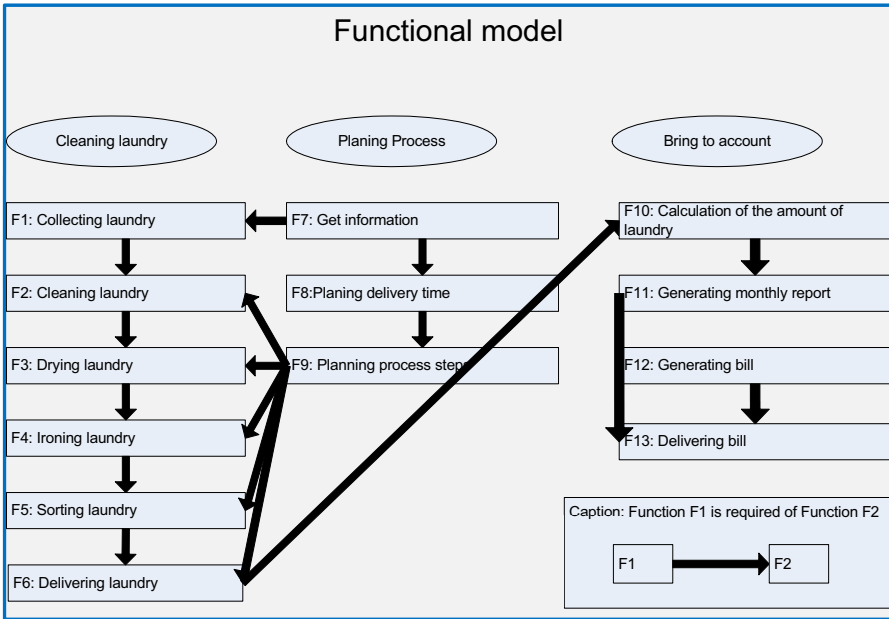 Functional model
Cleaning laundry
Planing Process
Bring to account
F1: Collecting laundry
F7: Get information
F10: Calculation of the amount of
laundry
F2: Cleaning laundry
F8:Planing delivery time
F11: Generating monthly report
F3: Drying laundry
F9: Planning process steps
F12: Generating bill
F4: Ironing laundry
F13: Delivering bill
F5: Sorting laundry
F6: Delivering laundry
Caption: Function F1 is required of Function F2
F1
F2